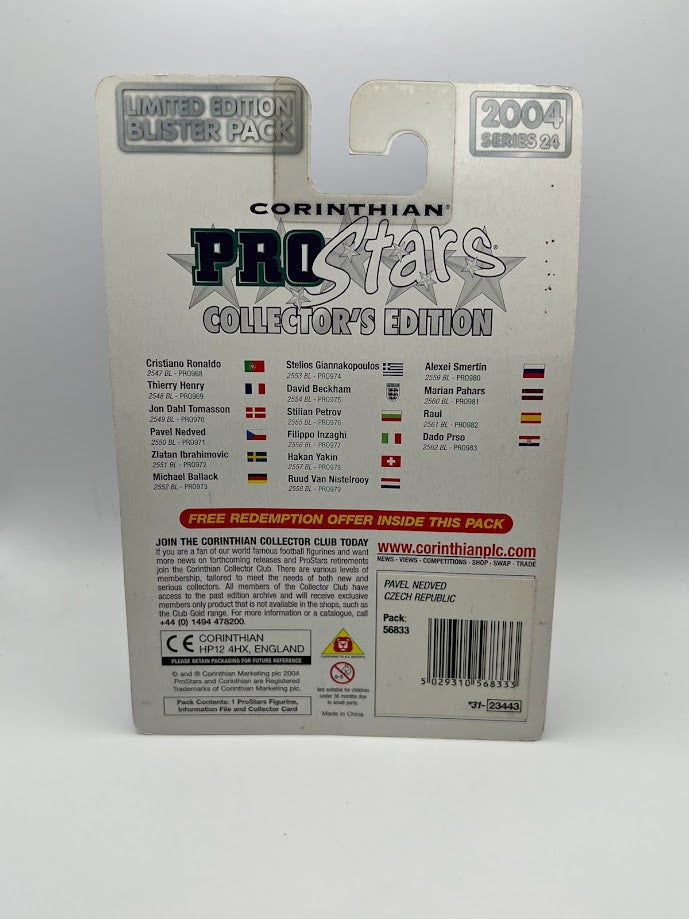 LIMITED EDITION
BLISTER PACK
2004
SERIES 24
CORINTHIAN®
PROStars®
COLLECTOR'S EDITION
Cristiano Ronaldo
2547 BL - PRO968
Thierry Henry
2548 BL - PRO969
Jon Dahl Tomasson
2549 BL - PRO970
Pavel Nedved
2550 BL - PRO971
Zlatan Ibrahimovic
2551 BL - PRO972
Michael Ballack
2552 BL - PRO973
Stelios Giannakopoulos
2553 BL - PRO974
David Beckham
2554 BL - PRO975
Stilian Petrov
2555 BL - PRO976
Filippo Inzaghi
2556 BL - PRO977
Hakan Yakin
2557 BL - PRO978
Ruud Van Nistelrooy
2558 BL - PRO979
Alexei Smertin
2559 BL - PRO980
Marian Pahars
2560 BL - PRO981
Raul
2561 BL - PRO982
Dado Prso
2562 BL - PRO983
FREE REDEMPTION OFFER INSIDE THIS PACK
JOIN THE CORINTHIAN COLLECTOR CLUB TODAY
If you are a fan of our world famous football figurines and want
more news on forthcoming releases and ProStars retirements
join the Corinthian Collector Club. There are various levels of
membership, tailored to meet the needs of both new and
serious collectors. All members of the Collector Club have
access to the past edition archive and will receive exclusive
members only product that is not available in the shops, such as
the Club Gold range. For more information or a catalogue, call
+44 (0) 1494 478200.
CE CORINTHIAN
HP12 4HX, ENGLAND
PLEASE RETAIN PACKAGING FOR FUTURE REFERENCE
© and ® Corinthian Marketing plc 2004.
ProStars and Corinthian are Registered
Trademarks of Corinthian Marketing plc.
Pack Contents: 1 ProStars Figurine,
Information File and Collector Card
Not suitable for children
under 36 months due
to small parts.
Made in China
www.corinthianplc.com
NEWS - VIEWS - COMPETITIONS - SHOP - SWAP - TRADE
PAVEL NEDVED
CZECH REPUBLIC
Pack:
56833
5 029310 568333
*31- 23443